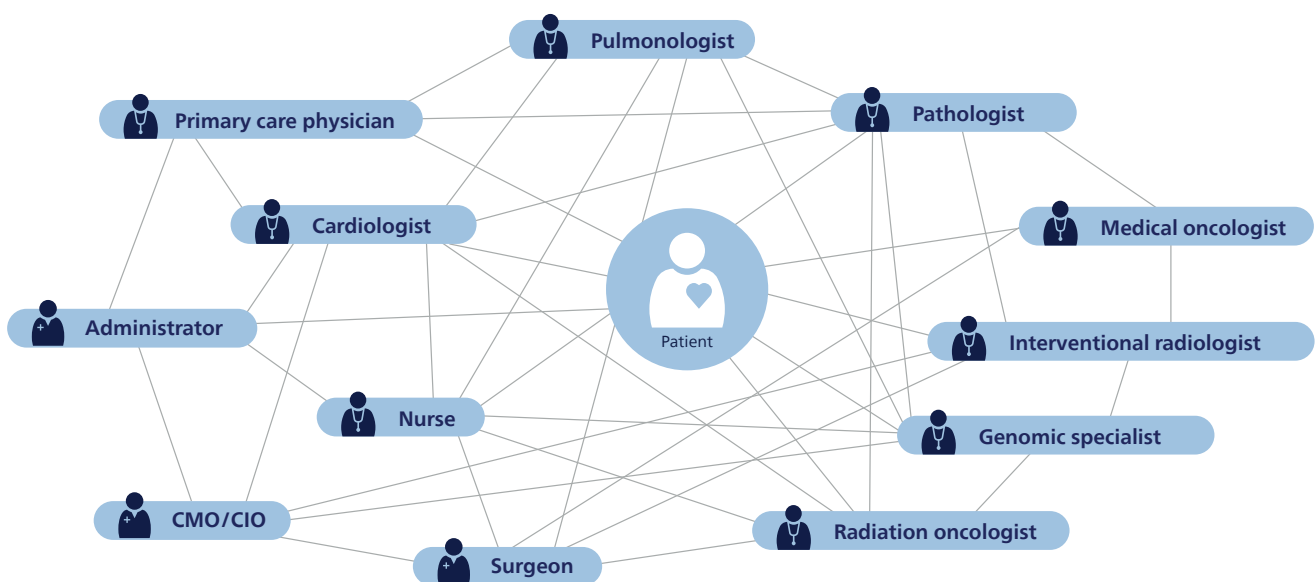 Pulmonologist
Pathologist
Primary care physician
Cardiologist
Medical oncologist
Administrator
Patient
Interventional radiologist
Nurse
Genomic specialist
CMO/CIO
Radiation oncologist
Surgeon